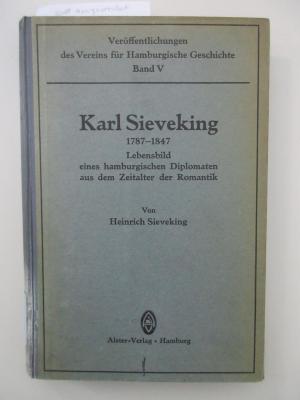 Veröffentlichungen
des Vereins für Hamburgische Geschichte
Band V
Karl Sieveking
1787–1847
Lebensbild
eines hamburgischen Diplomaten
aus dem Zeitalter der Romantik
Von
Heinrich Sieveking
Alster-Verlag • Hamburg